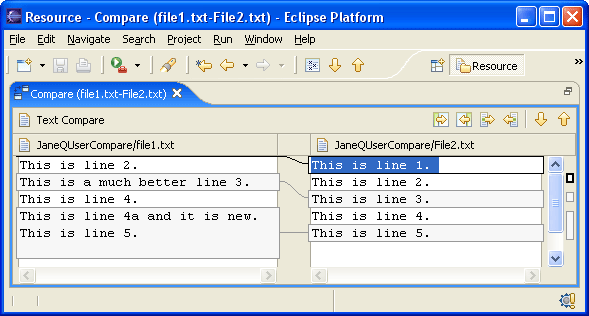 Resource - Compare (file1.txt-File2.txt) - Eclipse Platform
File Edit Navigate Search Project Run Window Help
Resource
Compare (file1.txt-File2.txt)
Text Compare
JaneQUserCompare/file1.txt
This is line 2.
This is a much better line 3.
This is line 4.
This is line 4a and it is new.
This is line 5.
JaneQUserCompare/File2.txt
This is line 1.
This is line 2.
This is line 3.
This is line 4.
This is line 5.